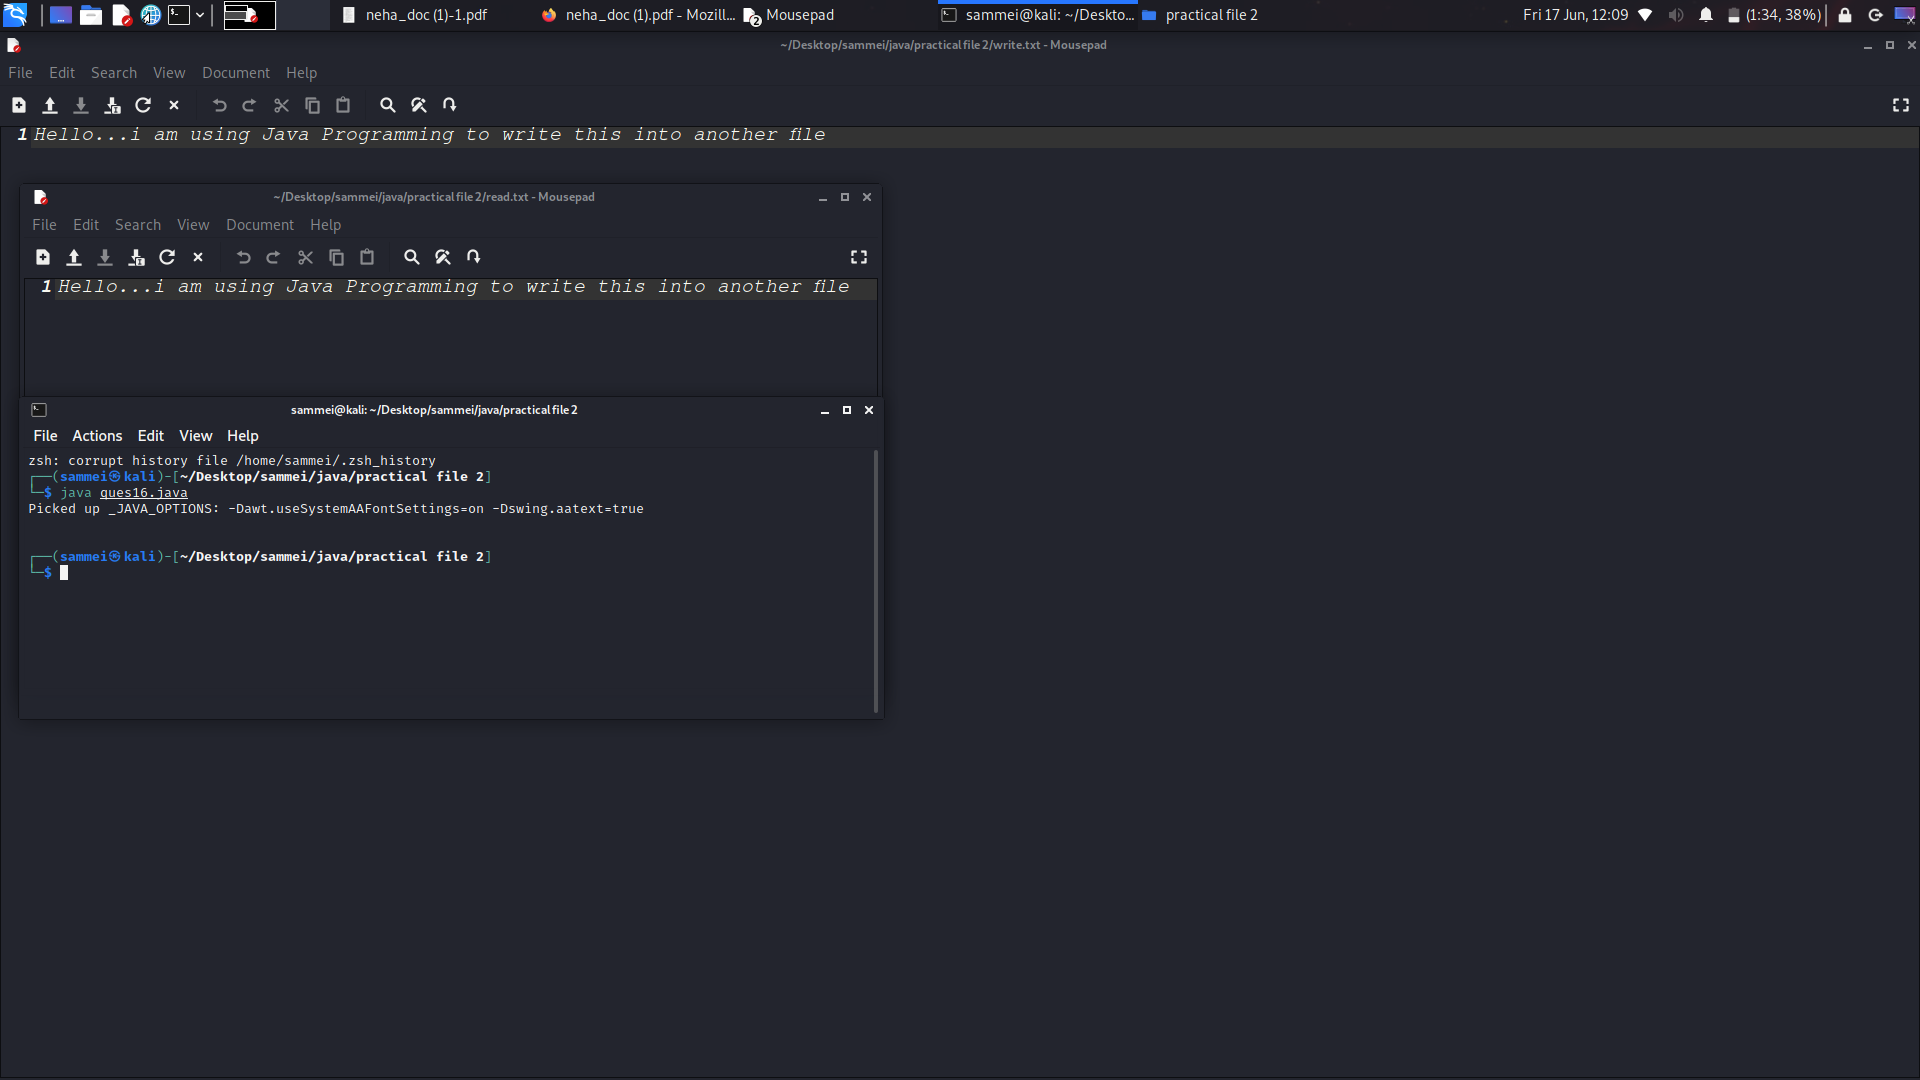 neha_doc (1)-1.pdf
neha_doc (1).pdf - Mozill...
2 Mousepad
sammei@kali: ~/Deskto...
practical file 2
Fri 17 Jun, 12:09
(1:34, 38%)
~/Desktop/sammei/java/practical file 2/write.txt - Mousepad
File Edit Search View Document Help
1 Hello...i am using Java Programming to write this into another file
~/Desktop/sammei/java/practical file 2/read.txt - Mousepad
File Edit Search View Document Help
1 Hello...i am using Java Programming to write this into another file
sammei@kali: ~/Desktop/sammei/java/practical file 2
File Actions Edit View Help
zsh: corrupt history file /home/sammei/.zsh_history
┌──(sammei㉿kali)-[~/Desktop/sammei/java/practical file 2]
└─$ java ques16.java
Picked up _JAVA_OPTIONS: -Dawt.useSystemAAFontSettings=on -Dswing.aatext=true
┌──(sammei㉿kali)-[~/Desktop/sammei/java/practical file 2]
└─$